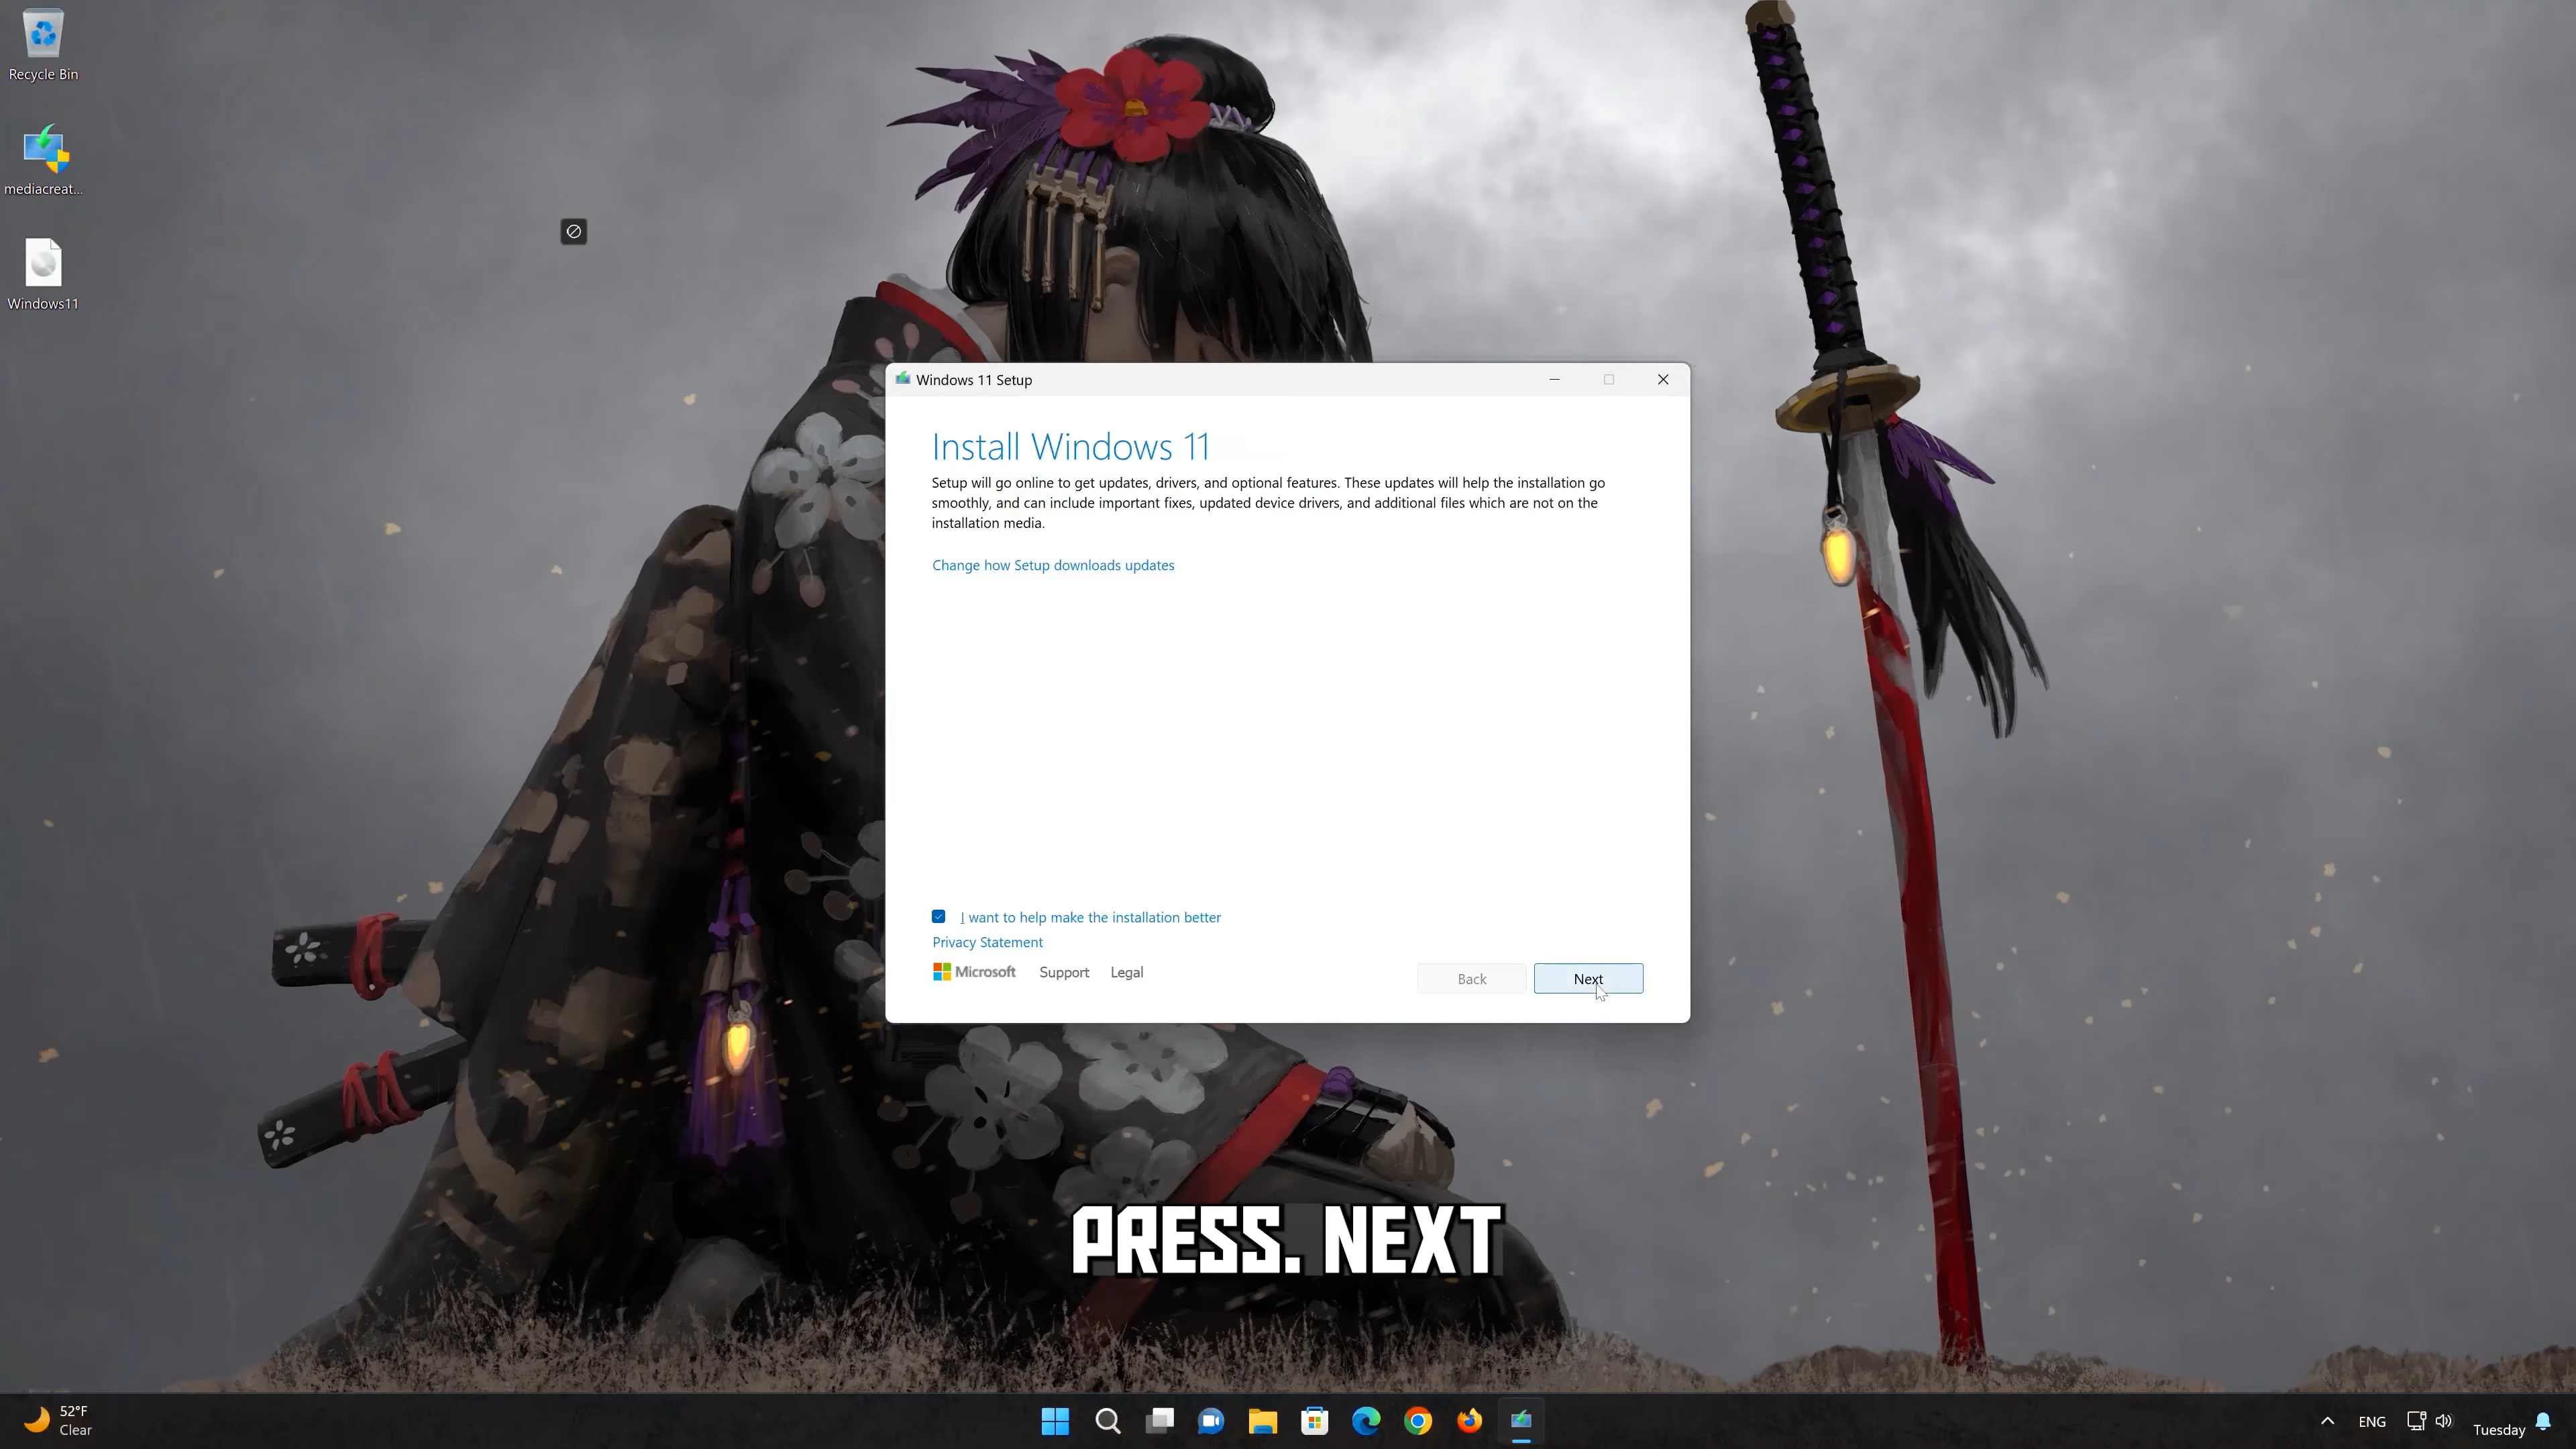 Recycle Bin
mediacreat...
Windows11
Windows 11 Setup
Install Windows 11
Setup will go online to get updates, drivers, and optional features. These updates will help the installation go
smoothly, and can include important fixes, updated device drivers, and additional files which are not on the
installation media.
Change how Setup downloads updates
I want to help make the installation better
Privacy Statement
Microsoft Support Legal
Back Next
PRESS. NEXT
52°F
Clear
ENG
Tuesday